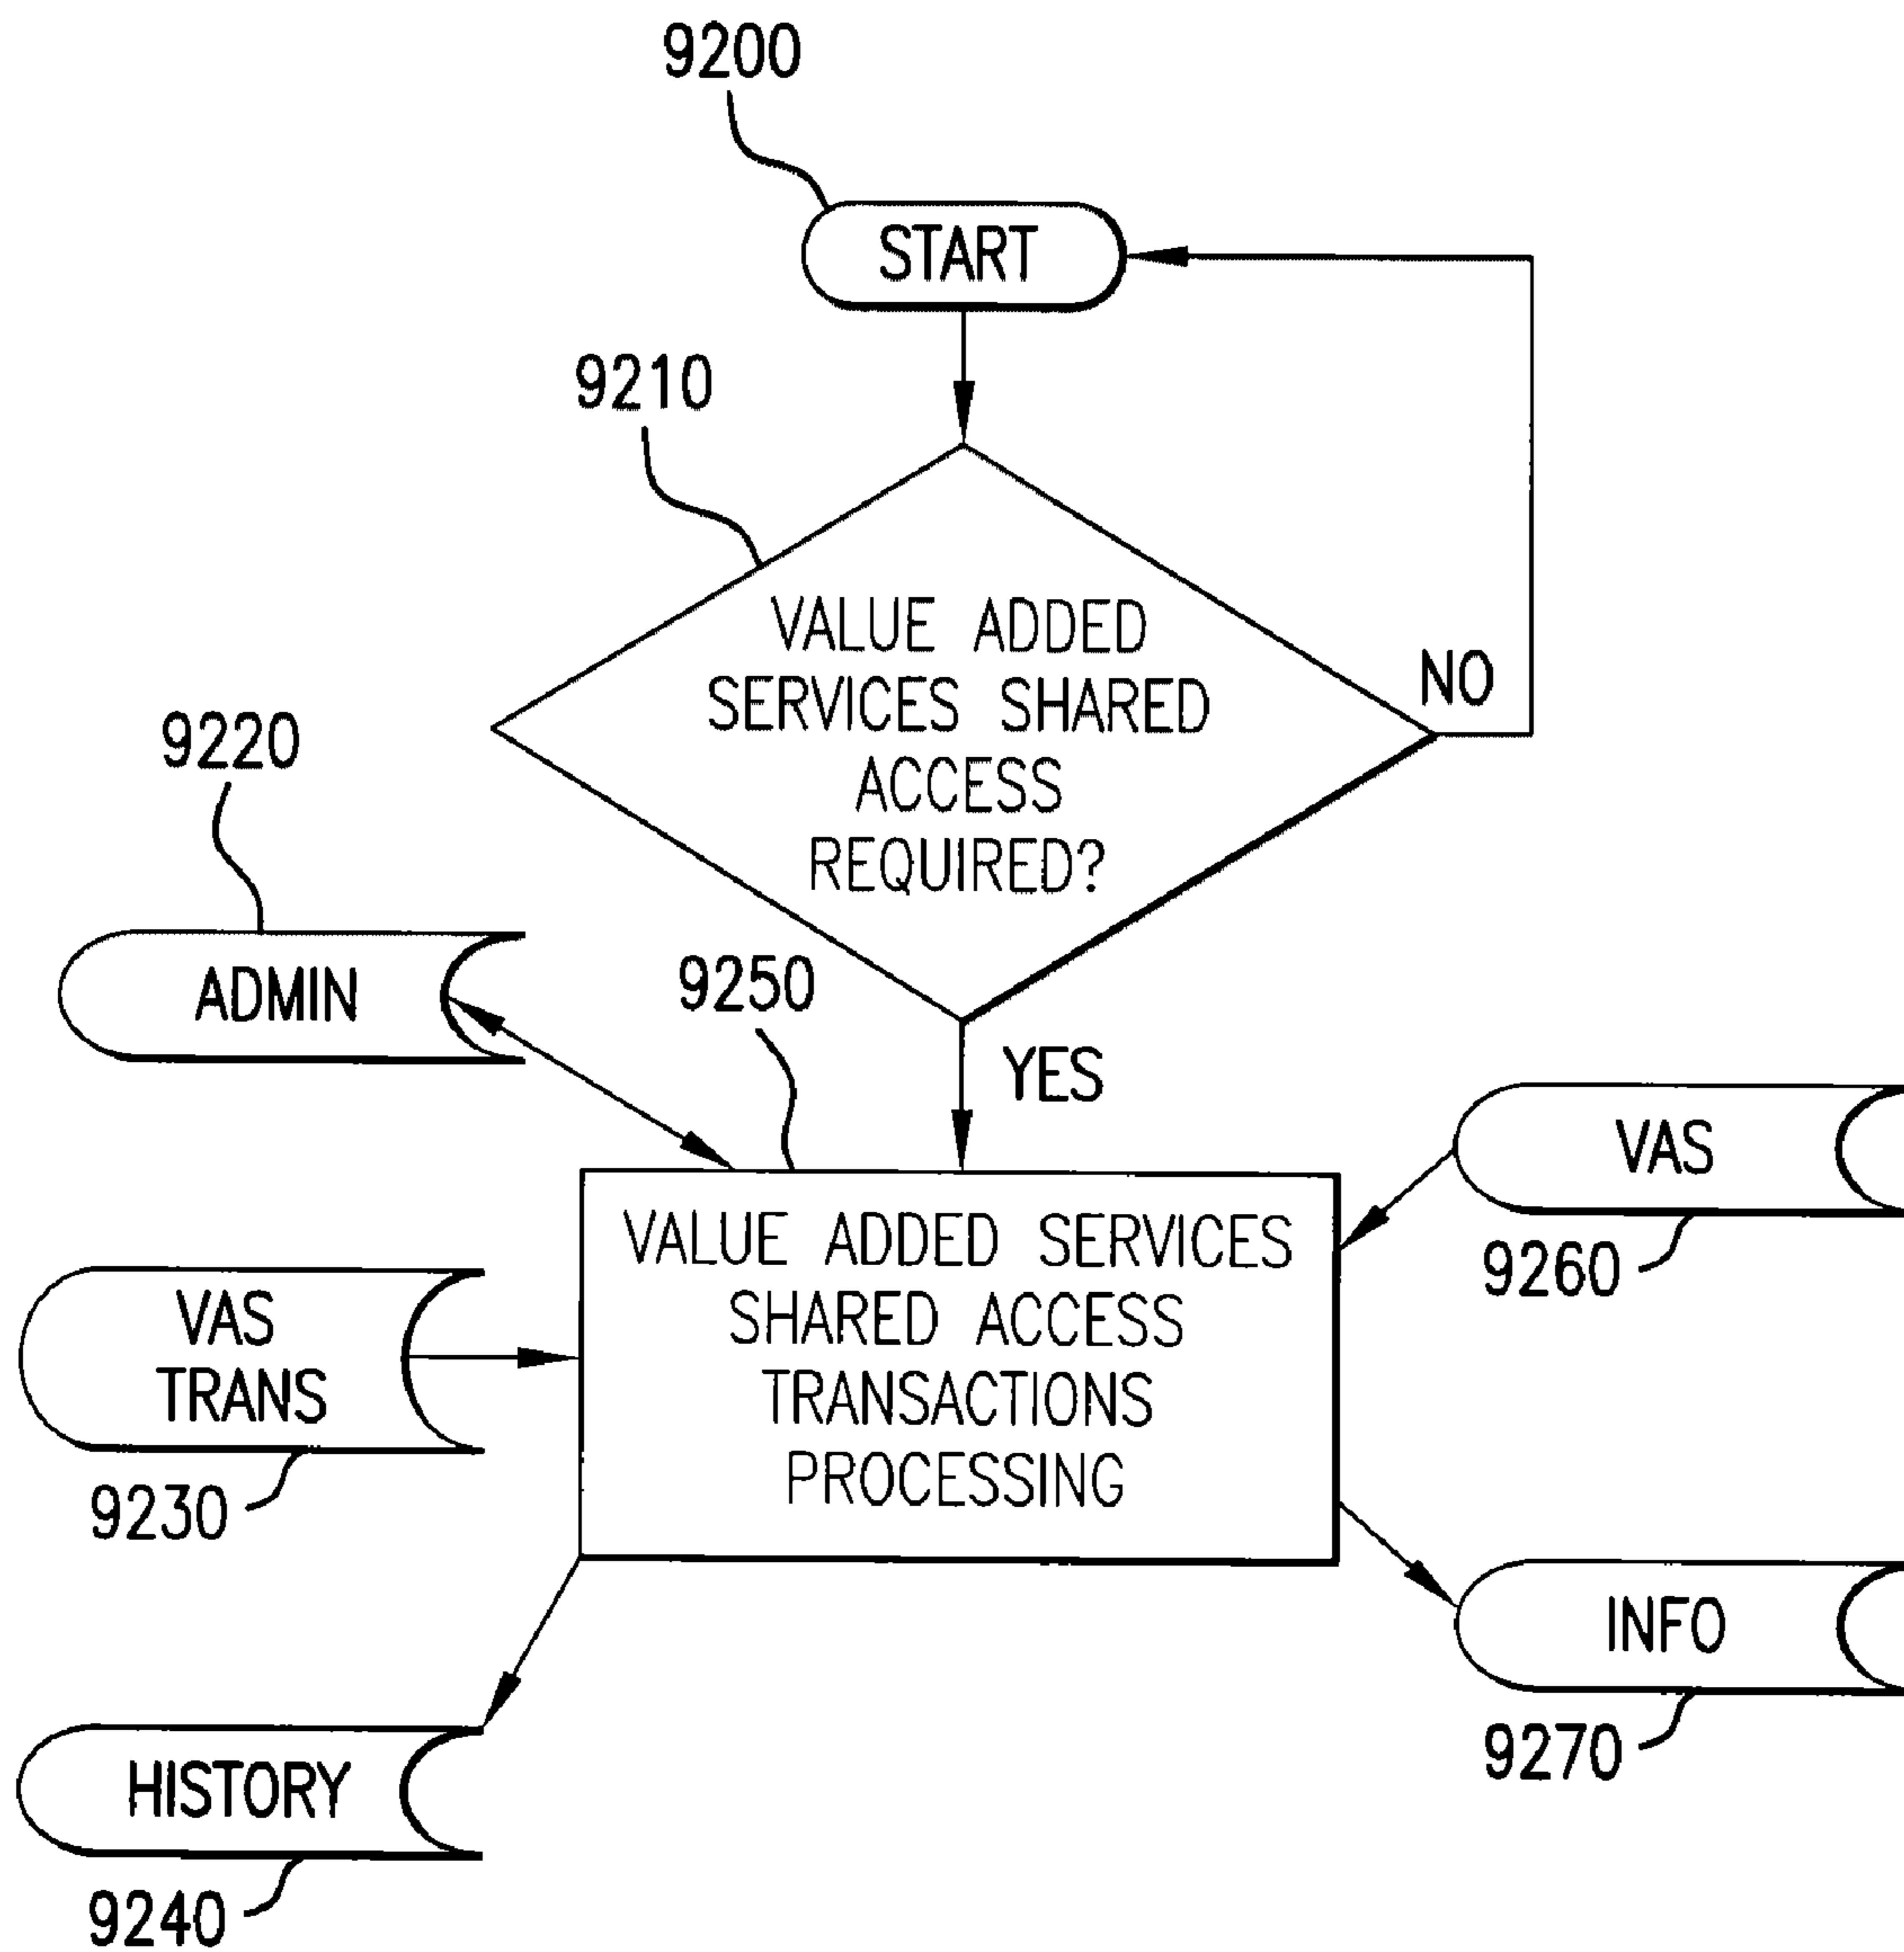 9200
START
9210
VALUE ADDED
SERVICES SHARED
ACCESS
REQUIRED?
NO
9220
ADMIN
9250
YES
VAS
9260
VALUE ADDED SERVICES
SHARED ACCESS
TRANSACTIONS
PROCESSING
VAS
TRANS
9230
INFO
9270
HISTORY
9240